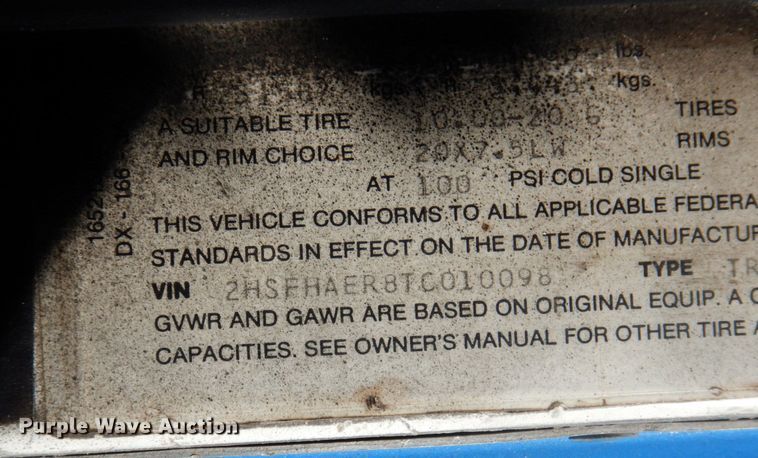 lbs.
kgs.
A SUITABLE TIRE 10.00-20 G TIRES
AND RIM CHOICE 20X7.5LW RIMS
AT 100 PSI COLD SINGLE
THIS VEHICLE CONFORMS TO ALL APPLICABLE FEDERA
STANDARDS IN EFFECT ON THE DATE OF MANUFACTUR
VIN 2HSFHAER8TC010098 TYPE TR
GVWR AND GAWR ARE BASED ON ORIGINAL EQUIP. A C
CAPACITIES. SEE OWNER'S MANUAL FOR OTHER TIRE A
1652
DX - 166 -
Purple Wave Auction